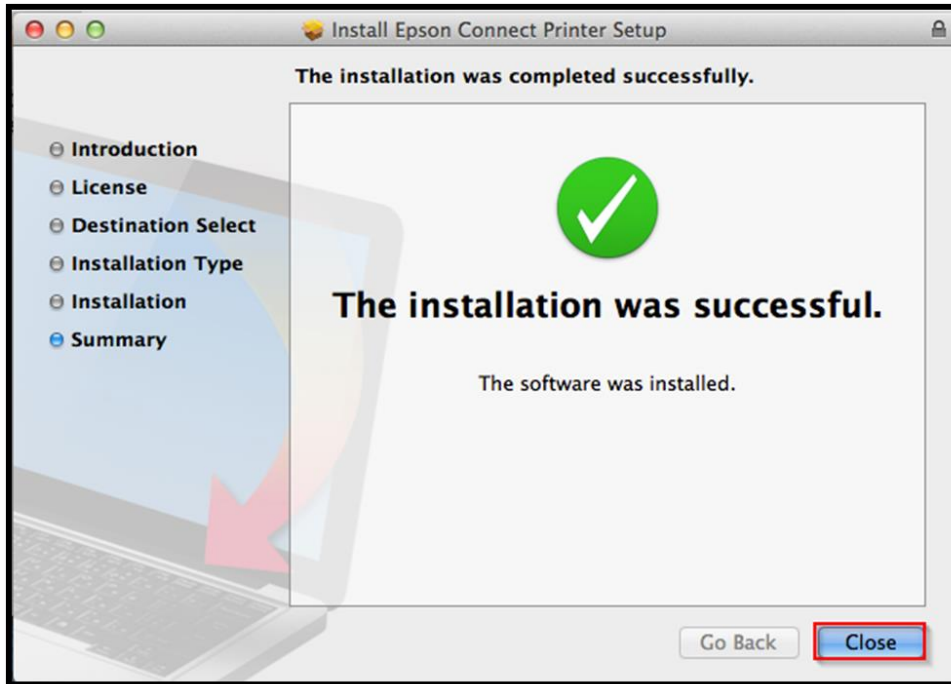 Install Epson Connect Printer Setup
The installation was completed successfully.
Introduction
License
Destination Select
Installation Type
Installation
Summary
The installation was successful.
The software was installed.
Go Back
Close